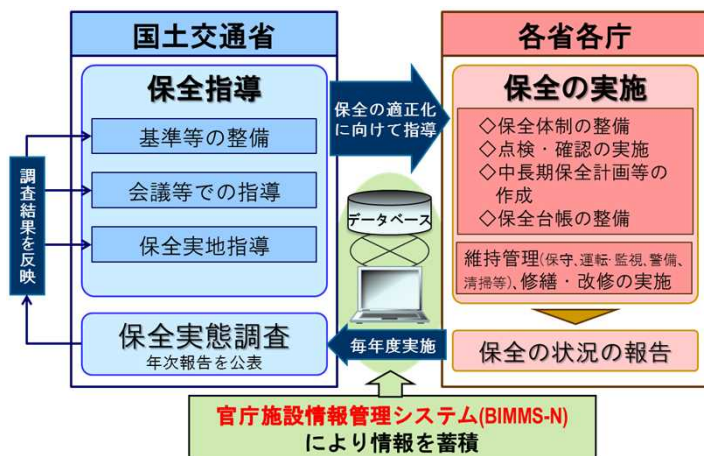 国土交通省
保全指導
基準等の整備
会議等での指導
保全実地指導
調査結果を反映
保全実態調査
年次報告を公表
保全の適正化
に向けて指導
データベース
毎年度実施
各省各庁
保全の実施
◇保全体制の整備
◇点検・確認の実施
◇中長期保全計画等の
作成
◇保全台帳の整備
維持管理(保守、運転・監視、警備、
清掃等)、修繕・改修の実施
保全の状況の報告
官庁施設情報管理システム(BIMMS-N)
により情報を蓄積